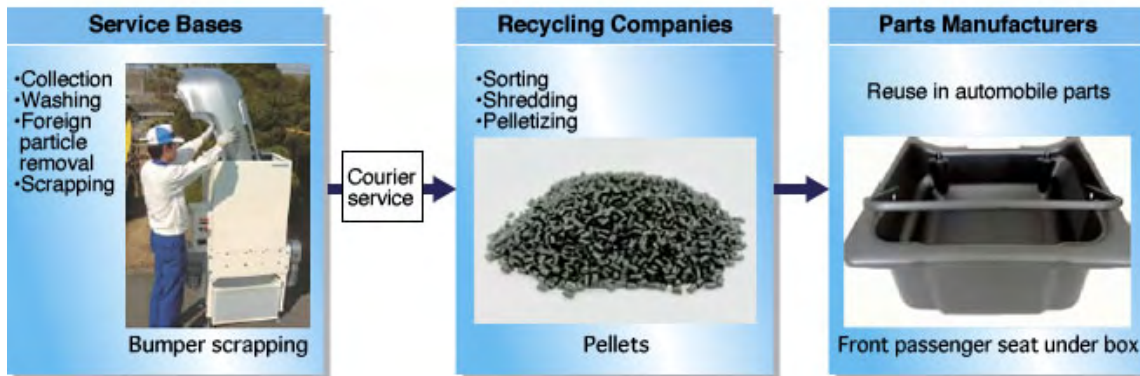 Service Bases
•Collection
•Washing
•Foreign
particle
removal
•Scrapping
Bumper scrapping
Courier
service
Recycling Companies
•Sorting
•Shredding
•Pelletizing
Pellets
Parts Manufacturers
Reuse in automobile parts
Front passenger seat under box